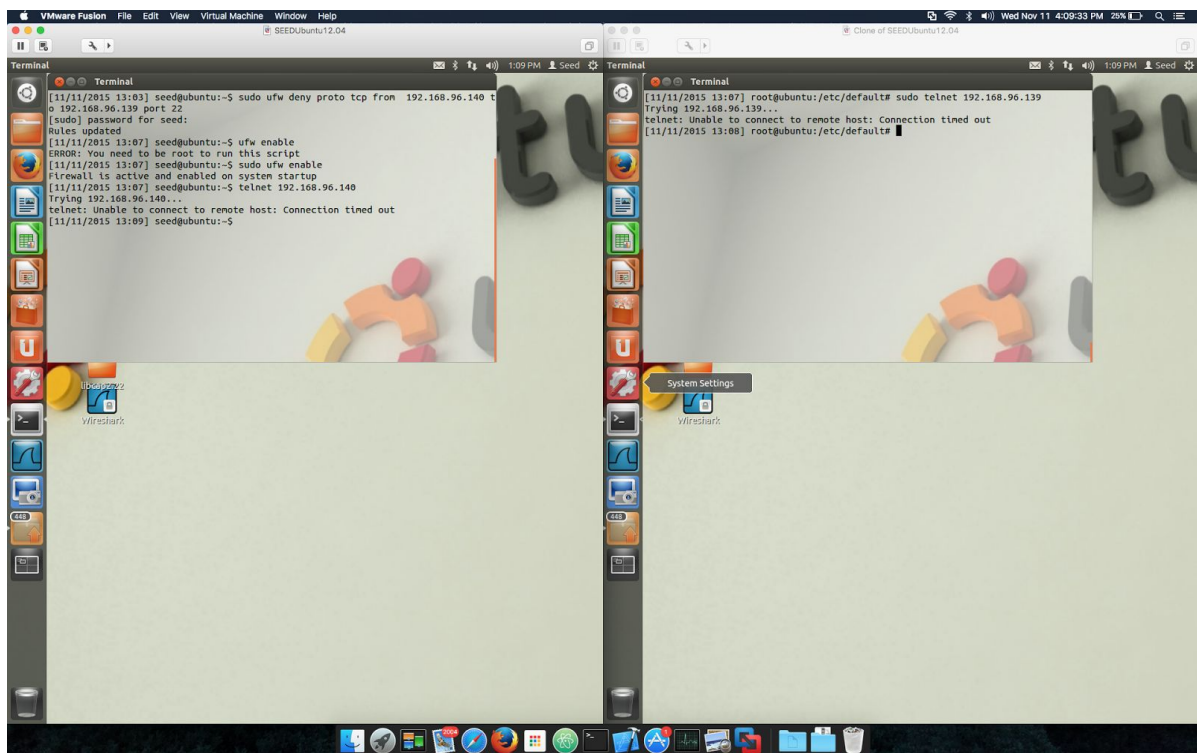 VMware Fusion File Edit View Virtual Machine Window Help
Wed Nov 11 4:09:33 PM 25%
SEEDUbuntu12.04
Clone of SEEDUbuntu12.04
Terminal
1:09 PM Seed
Terminal
[11/11/2015 13:03] seed@ubuntu:~$ sudo ufw deny proto tcp from  192.168.96.140 t
o 192.168.96.139 port 22
[sudo] password for seed:
Rules updated
[11/11/2015 13:07] seed@ubuntu:~$ ufw enable
ERROR: You need to be root to run this script
[11/11/2015 13:07] seed@ubuntu:~$ sudo ufw enable
Firewall is active and enabled on system startup
[11/11/2015 13:07] seed@ubuntu:~$ telnet 192.168.96.140
Trying 192.168.96.140...
telnet: Unable to connect to remote host: Connection timed out
[11/11/2015 13:09] seed@ubuntu:~$
Wireshark
448
Terminal
1:09 PM Seed
Terminal
[11/11/2015 13:07] root@ubuntu:/etc/default# sudo telnet 192.168.96.139
Trying 192.168.96.139...
telnet: Unable to connect to remote host: Connection timed out
[11/11/2015 13:08] root@ubuntu:/etc/default#
System Settings
Wireshark
448
2004